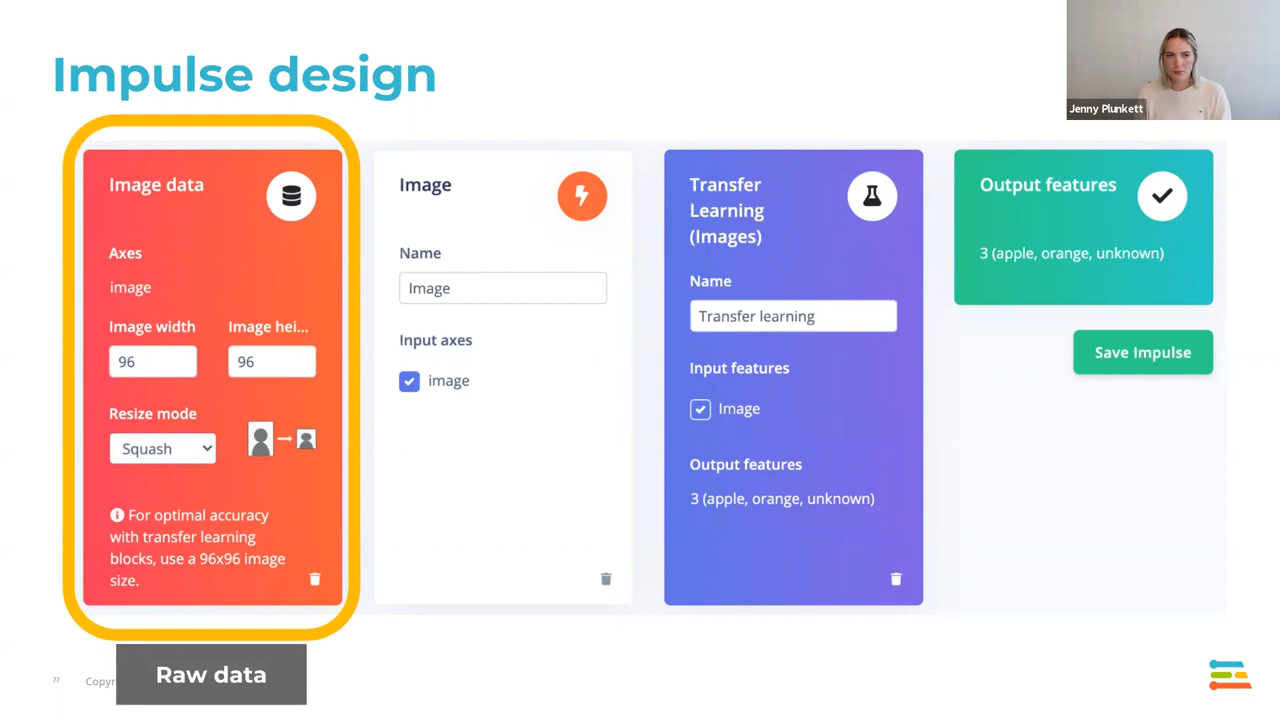 Impulse design
Jenny Plunkett
Image data
Axes
image
Image width
Image hei...
96
96
Resize mode
Squash
For optimal accuracy
with transfer learning
blocks, use a 96x96 image
size.
Raw data
Image
Name
Image
Input axes
image
Transfer
Learning
(Images)
Name
Transfer learning
Input features
Image
Output features
3 (apple, orange, unknown)
Output features
3 (apple, orange, unknown)
Save Impulse
22
Copyr